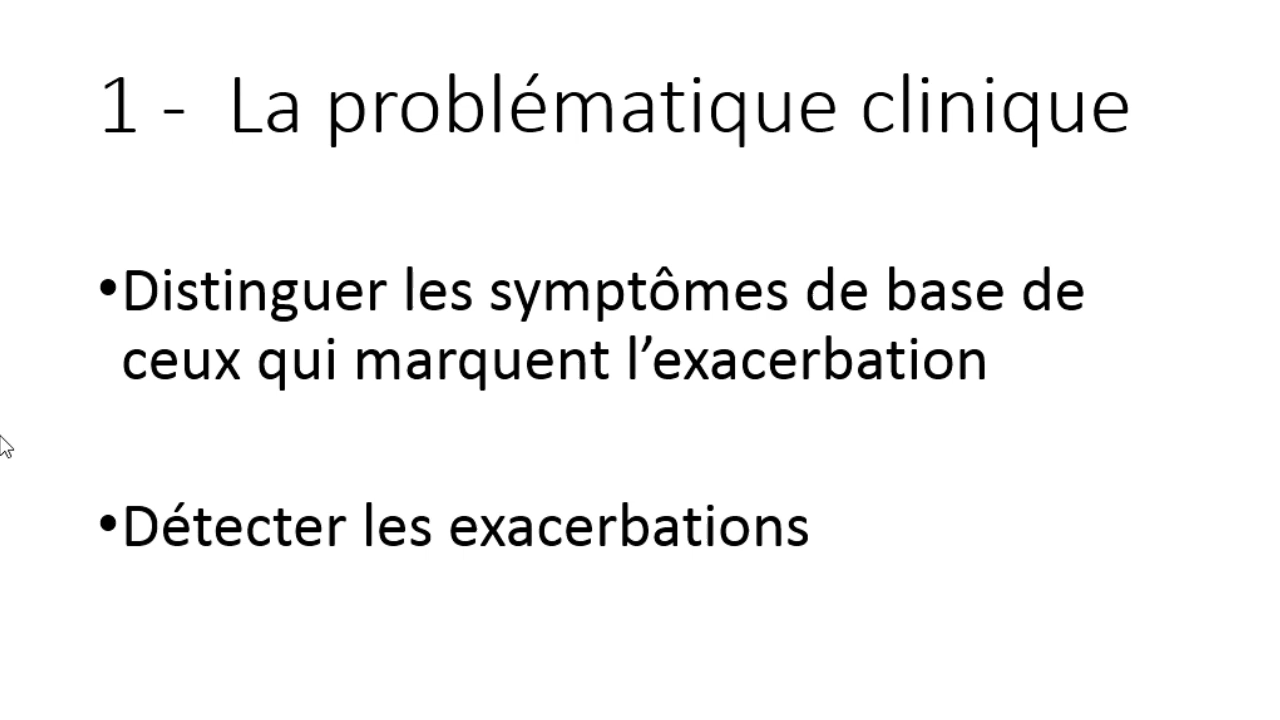 1 - La problématique clinique
•Distinguer les symptômes de base de
ceux qui marquent l’exacerbation
•Détecter les exacerbations